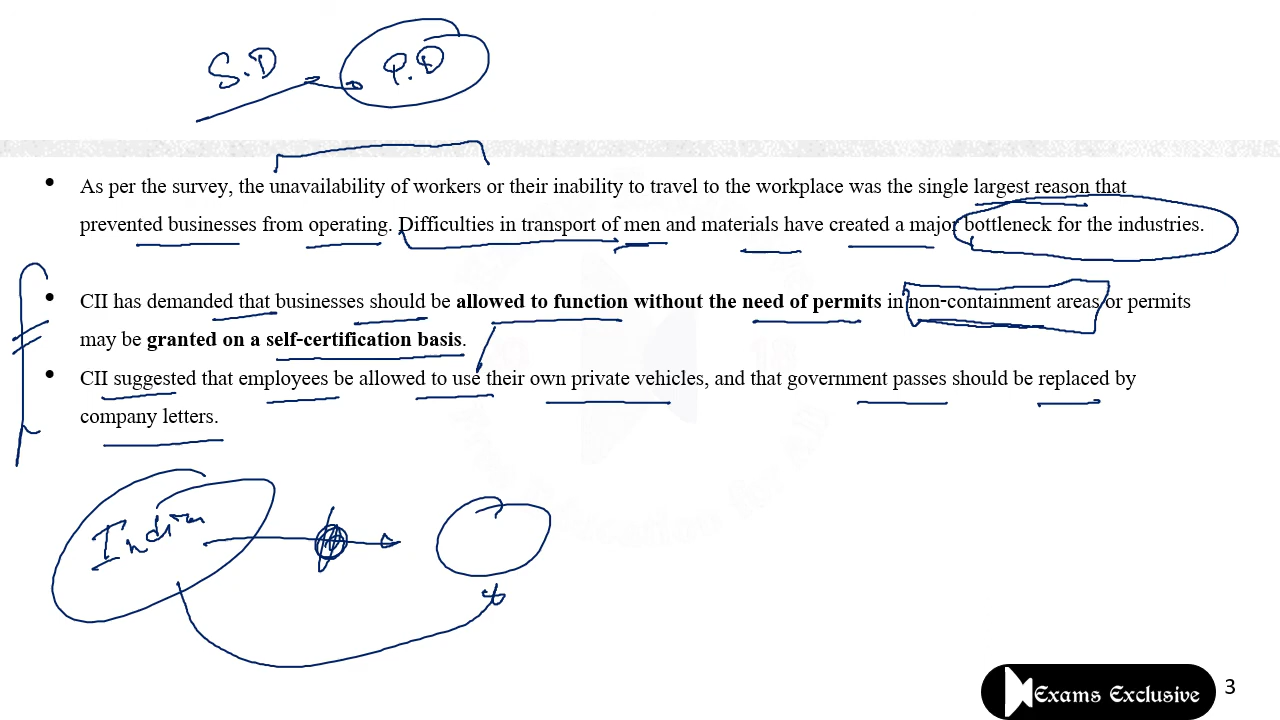 S.D P.D
• As per the survey, the unavailability of workers or their inability to travel to the workplace was the single largest reason that
prevented businesses from operating. Difficulties in transport of men and materials have created a major bottleneck for the industries.
• CII has demanded that businesses should be allowed to function without the need of permits in non-containment areas or permits
may be granted on a self-certification basis.
• CII suggested that employees be allowed to use their own private vehicles, and that government passes should be replaced by
company letters.
India
Exams Exclusive 3